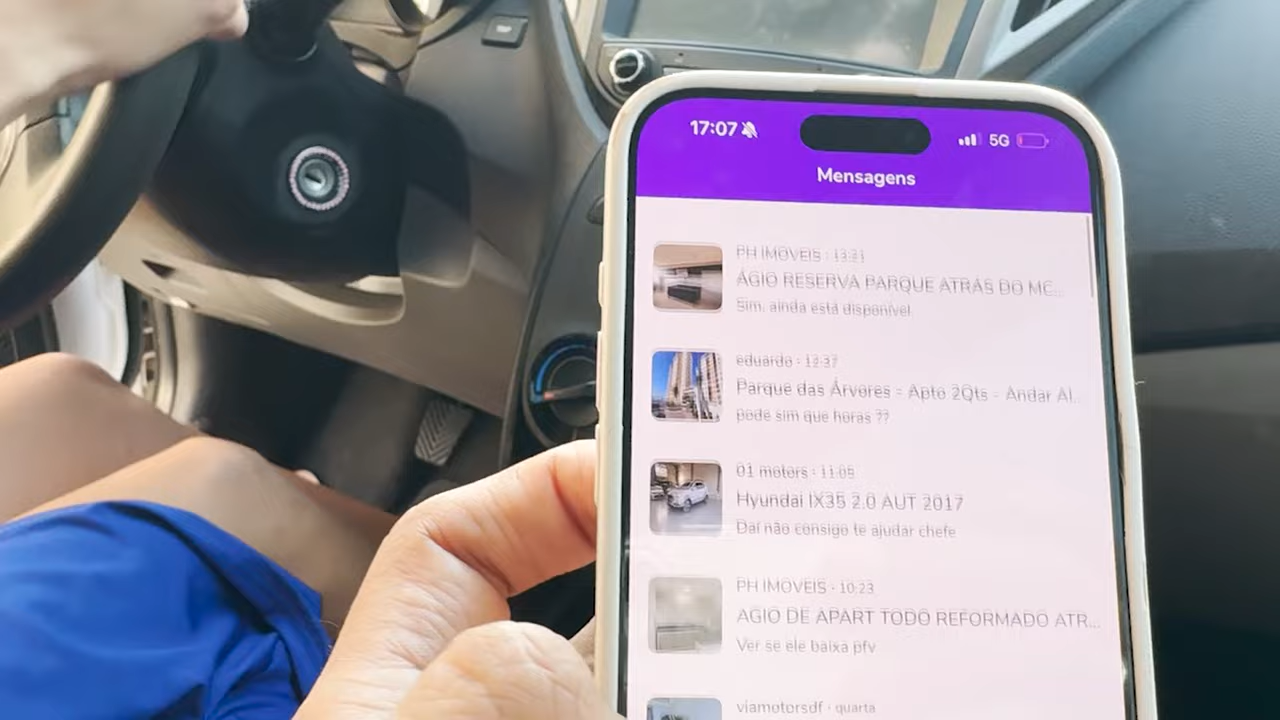 17:07
5G
Mensagens
PH IMOVEIS · 13:31
ÁGIO RESERVA PARQUE ATRÁS DO MC...
Sim, ainda está disponível
eduardo · 12:37
Parque das Árvores - Apto 2Qts - Andar Al...
pode sim que horas ??
01 motors · 11:05
Hyundai IX35 2.0 AUT 2017
Daí não consigo te ajudar chefe
PH IMOVEIS · 10:23
AGIO DE APART TODO REFORMADO ATR...
Ver se ele baixa pfv
viamotorsdf · quarta